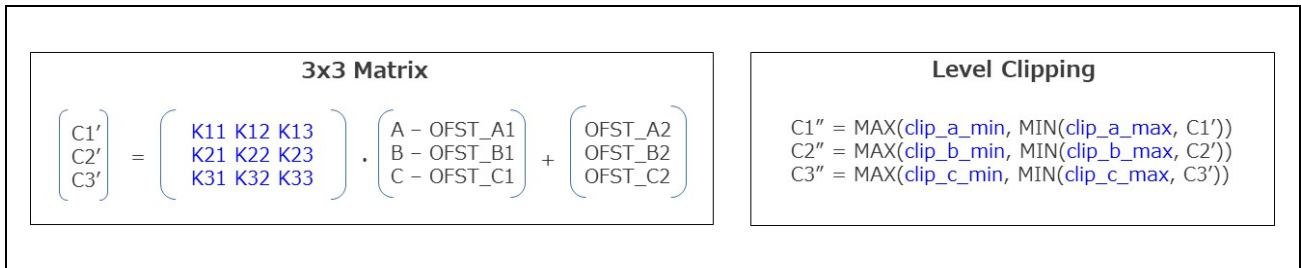 3x3 Matrix
C1′
C2′
C3′
=
K11 K12 K13
K21 K22 K23
K31 K32 K33
.
A – OFST_A1
B – OFST_B1
C – OFST_C1
+
OFST_A2
OFST_B2
OFST_C2
Level Clipping
C1″ = MAX(clip_a_min, MIN(clip_a_max, C1′))
C2″ = MAX(clip_b_min, MIN(clip_b_max, C2′))
C3″ = MAX(clip_c_min, MIN(clip_c_max, C3′))